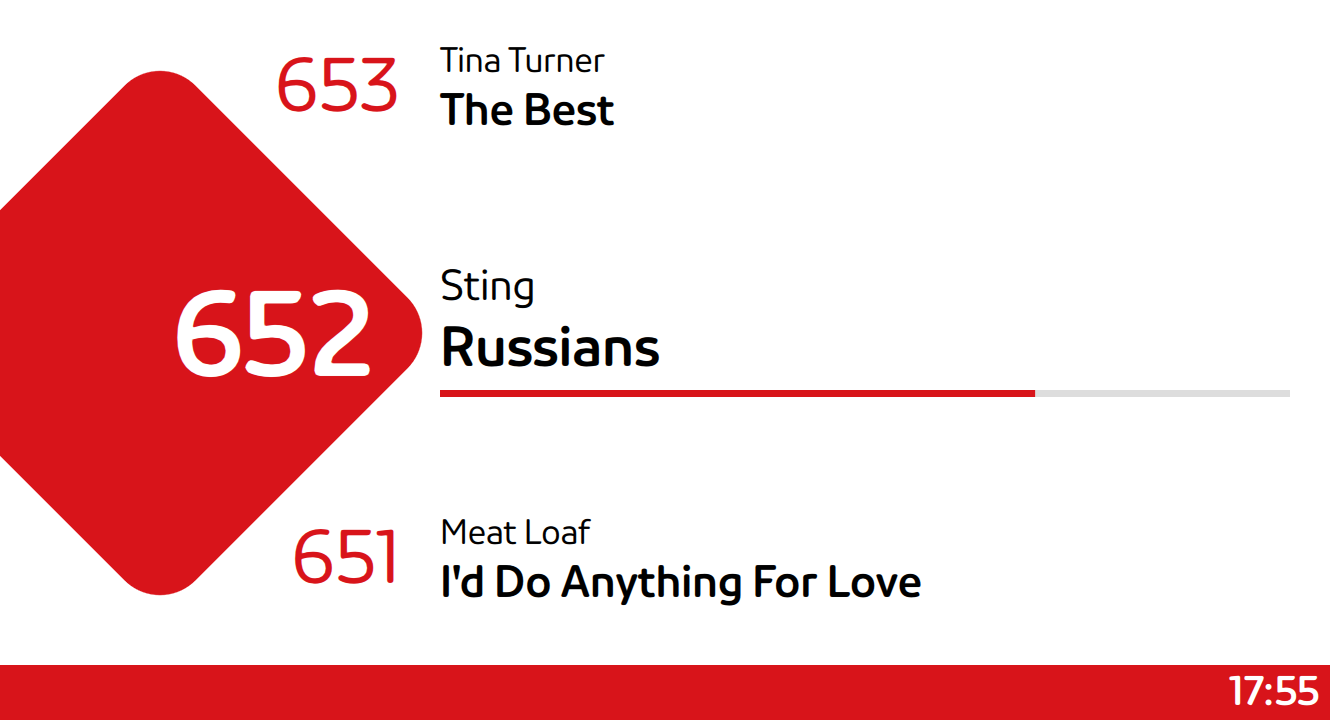 653
Tina Turner
The Best
652
Sting
Russians
651
Meat Loaf
I'd Do Anything For Love
17:55